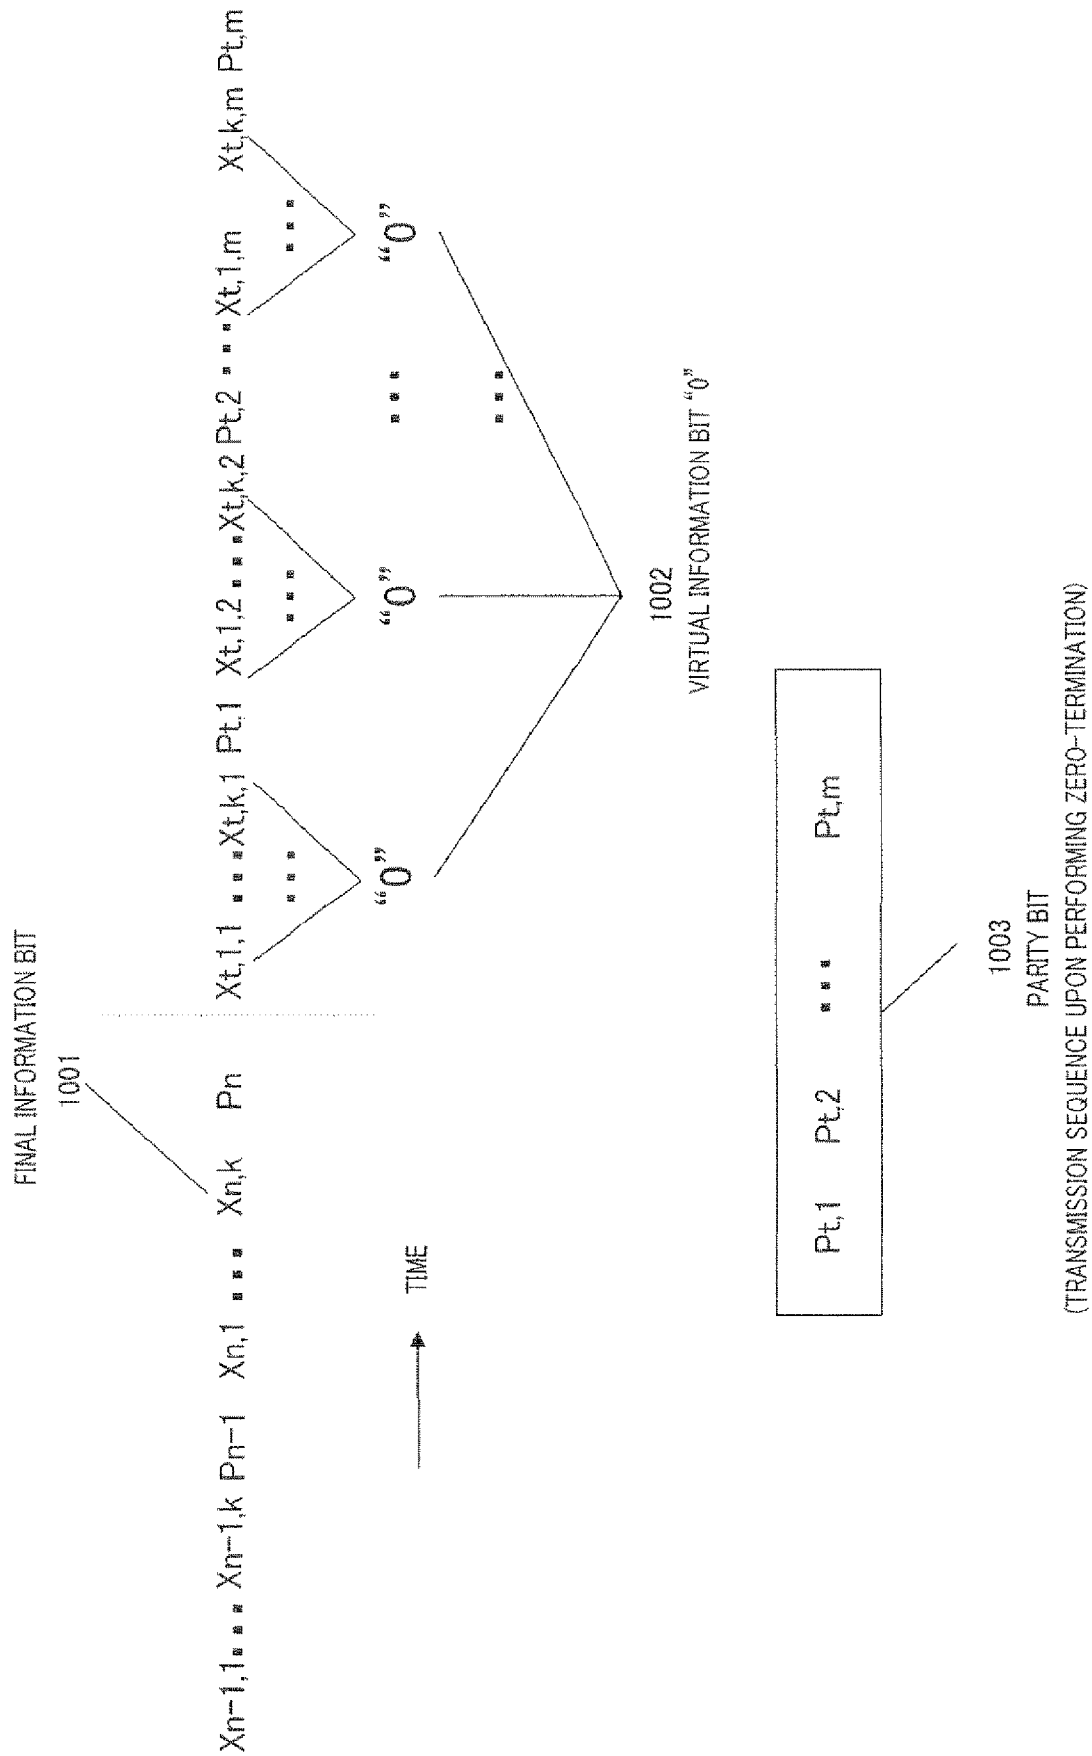 FINAL INFORMATION BIT
1001
Xn-1,1 ▪▪▪ Xn-1,k Pn-1 Xn,1 ▪▪▪ Xn,k Pn Xt,1,1 ▪▪▪ Xt,k,1 Pt,1 Xt,1,2 ▪▪▪ Xt,k,2 Pt,2 ▪▪▪ Xt,1,m Xt,k,m Pt,m
▪▪▪ ▪▪▪ ▪▪▪
“0” “0” ▪▪▪ “0”
TIME
▪▪▪
1002
VIRTUAL INFORMATION BIT “0”
Pt,1 Pt,2 ▪▪▪ Pt,m
1003
PARITY BIT
(TRANSMISSION SEQUENCE UPON PERFORMING ZERO-TERMINATION)